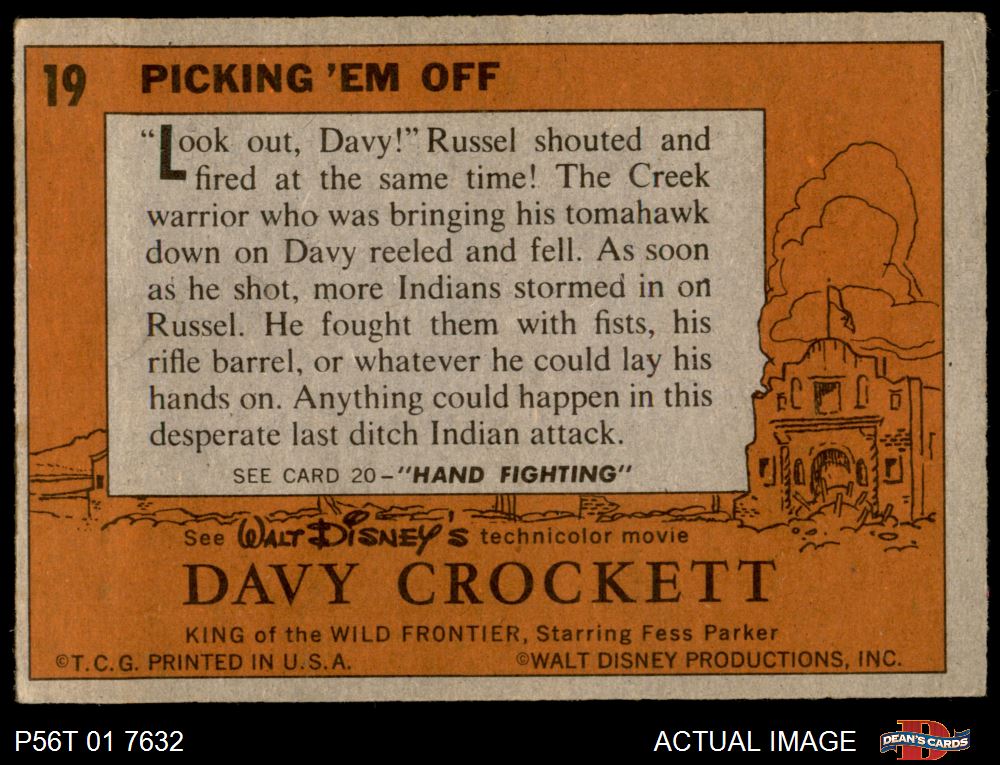 19 PICKING 'EM OFF
"Look out, Davy!" Russel shouted and
fired at the same time! The Creek
warrior who was bringing his tomahawk
down on Davy reeled and fell. As soon
as he shot, more Indians stormed in on
Russel. He fought them with fists, his
rifle barrel, or whatever he could lay his
hands on. Anything could happen in this
desperate last ditch Indian attack.
SEE CARD 20-"HAND FIGHTING"
See WALT DISNEY'S technicolor movie
DAVY CROCKETT
KING of the WILD FRONTIER, Starring Fess Parker
©T.C.G. PRINTED IN U.S.A. ©WALT DISNEY PRODUCTIONS, INC.
P56T 01 7632 ACTUAL IMAGE D DEAN'S CARDS